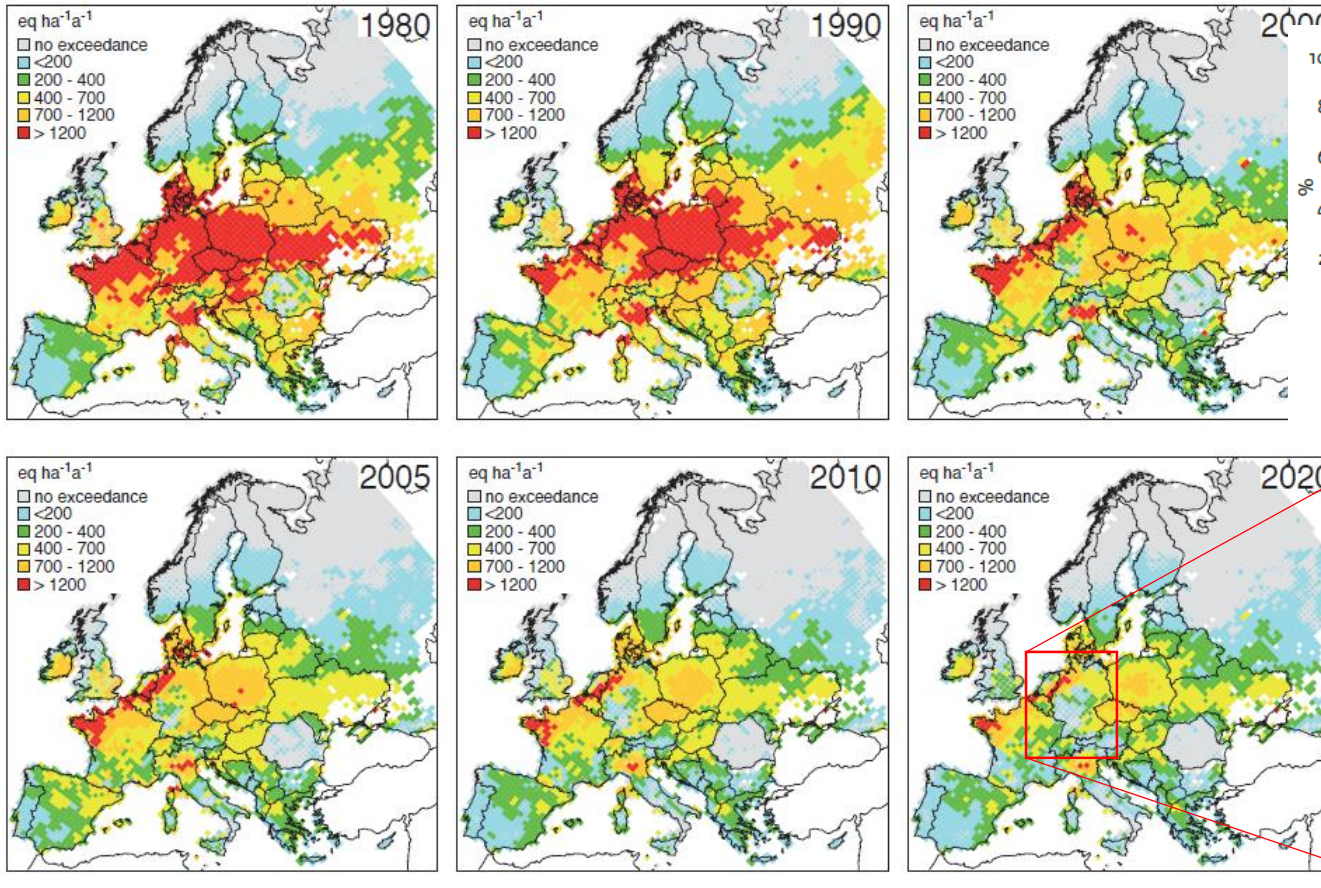 eq ha⁻¹a⁻¹ 1980
no exceedance
<200
200 - 400
400 - 700
700 - 1200
> 1200
eq ha⁻¹a⁻¹ 1990
no exceedance
<200
200 - 400
400 - 700
700 - 1200
> 1200
eq ha⁻¹a⁻¹
no exceedance
<200
200 - 400
400 - 700
700 - 1200
> 1200
%
eq ha⁻¹a⁻¹ 2005
no exceedance
<200
200 - 400
400 - 700
700 - 1200
> 1200
eq ha⁻¹a⁻¹ 2010
no exceedance
<200
200 - 400
400 - 700
700 - 1200
> 1200
eq ha⁻¹a⁻¹ 2020
no exceedance
<200
200 - 400
400 - 700
700 - 1200
> 1200